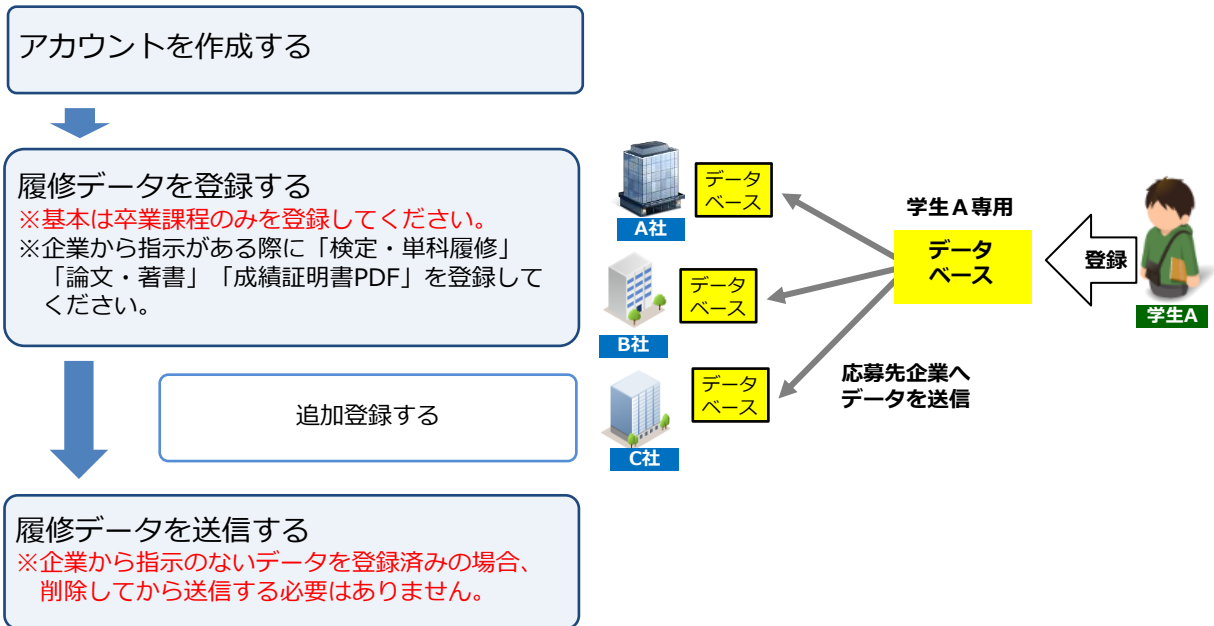 アカウントを作成する
履修データを登録する
※基本は卒業課程のみを登録してください。
※企業から指示がある際に「検定・単科履修」
「論文・著書」「成績証明書PDF」を登録して
ください。
追加登録する
履修データを送信する
※企業から指示のないデータを登録済みの場合、
削除してから送信する必要はありません。
データ
ベース
A社
データ
ベース
B社
データ
ベース
C社
学生A専用
データ
ベース
登録
学生A
応募先企業へ
データを送信